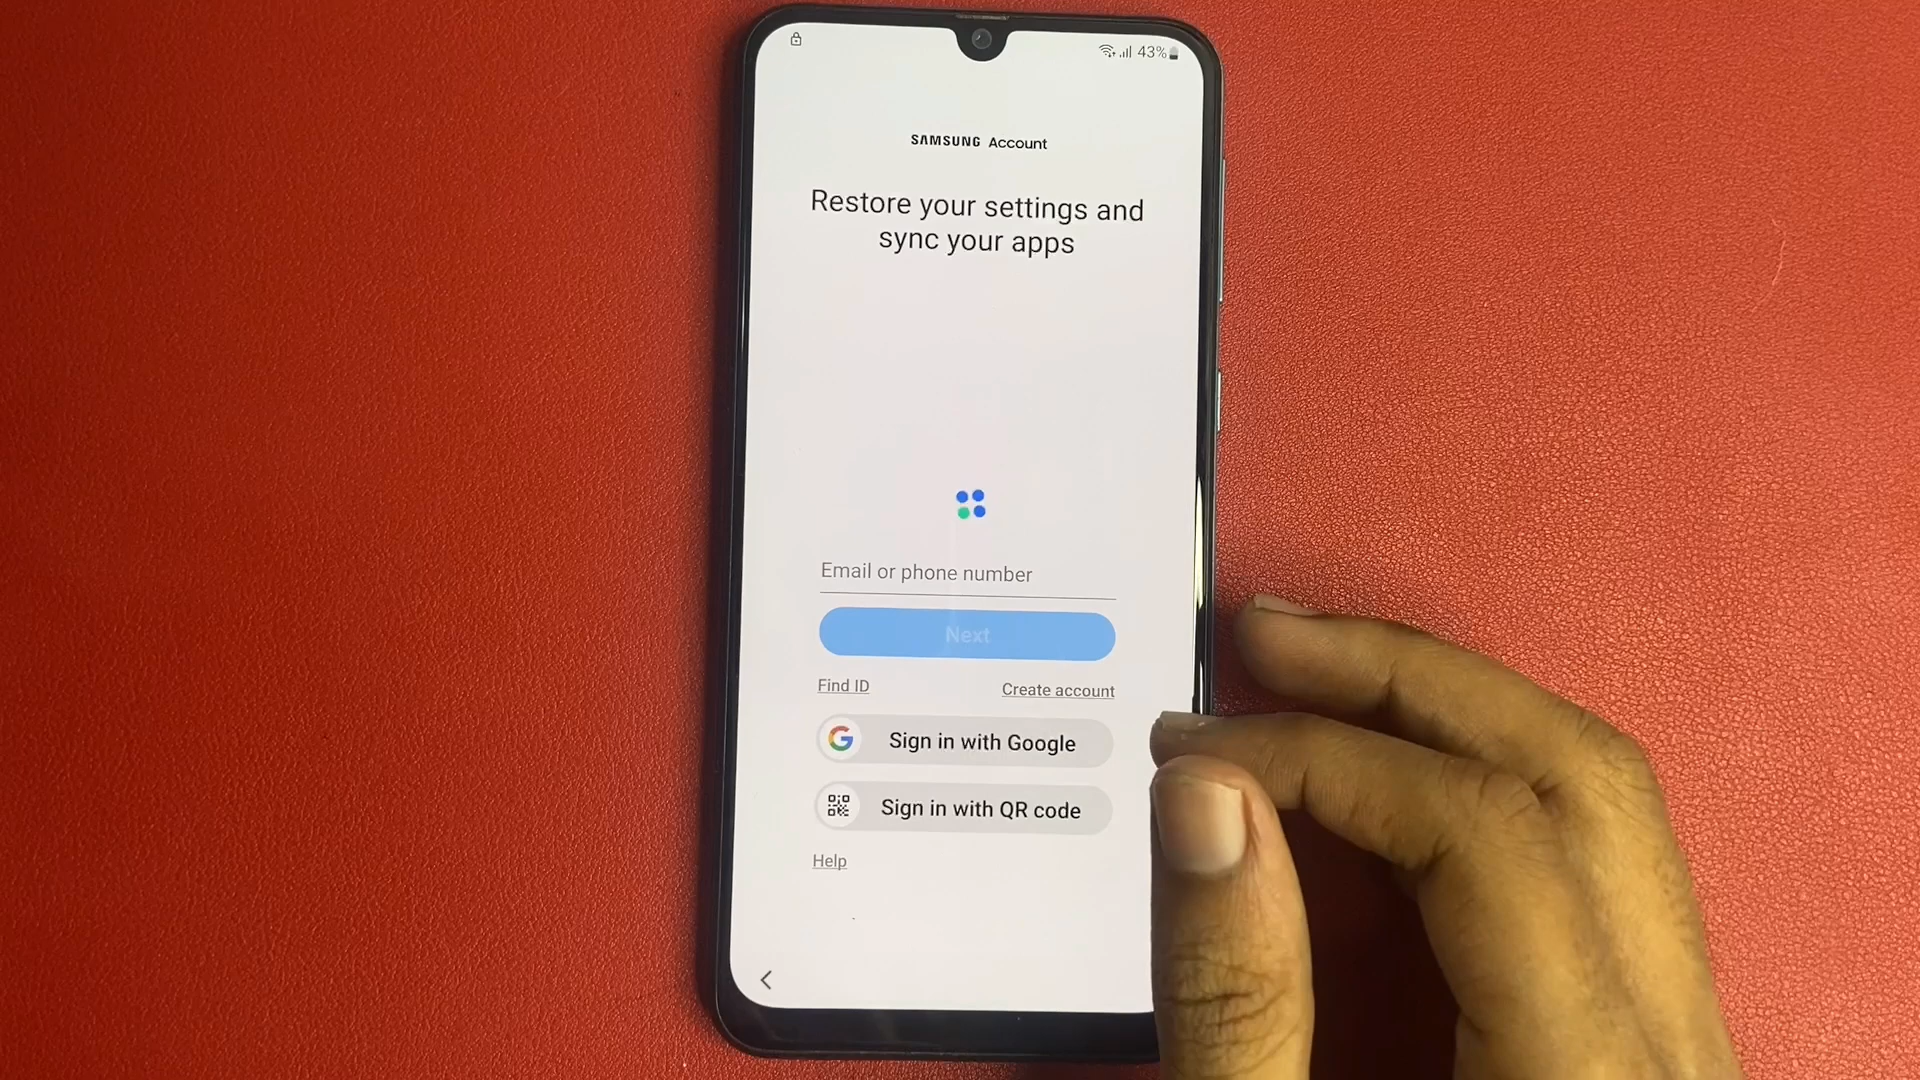 43%
SAMSUNG Account
Restore your settings and
sync your apps
Email or phone number
Next
Find ID
Create account
Sign in with Google
Sign in with QR code
Help